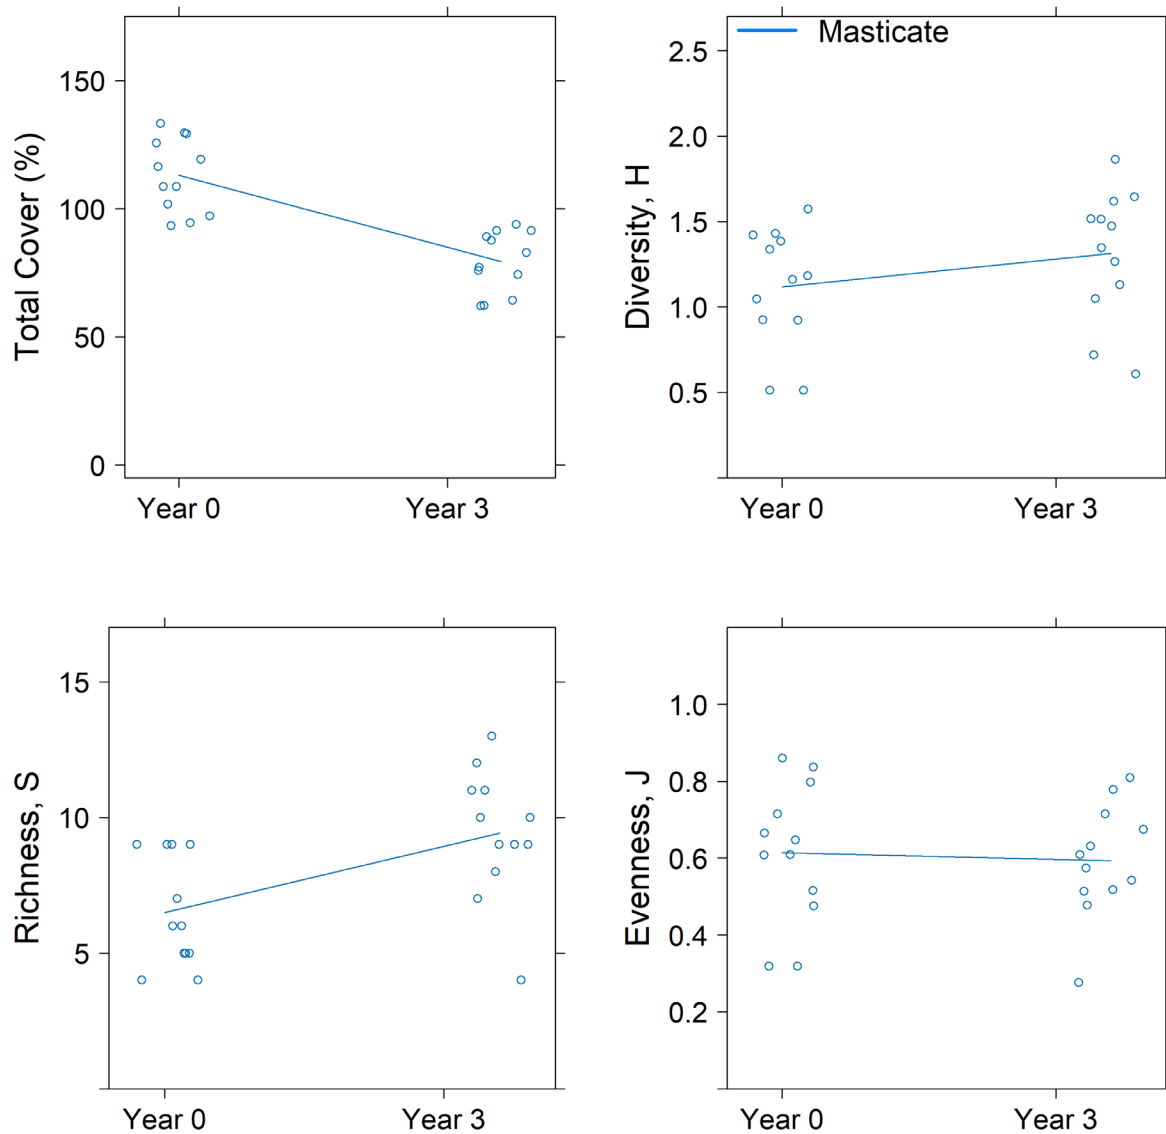 Total Cover (%)
150
100
50
0
Year 0
Year 3
Masticate
Diversity, H
2.5
2.0
1.5
1.0
0.5
Year 0
Year 3
Richness, S
15
10
5
Year 0
Year 3
Evenness, J
1.0
0.8
0.6
0.4
0.2
Year 0
Year 3